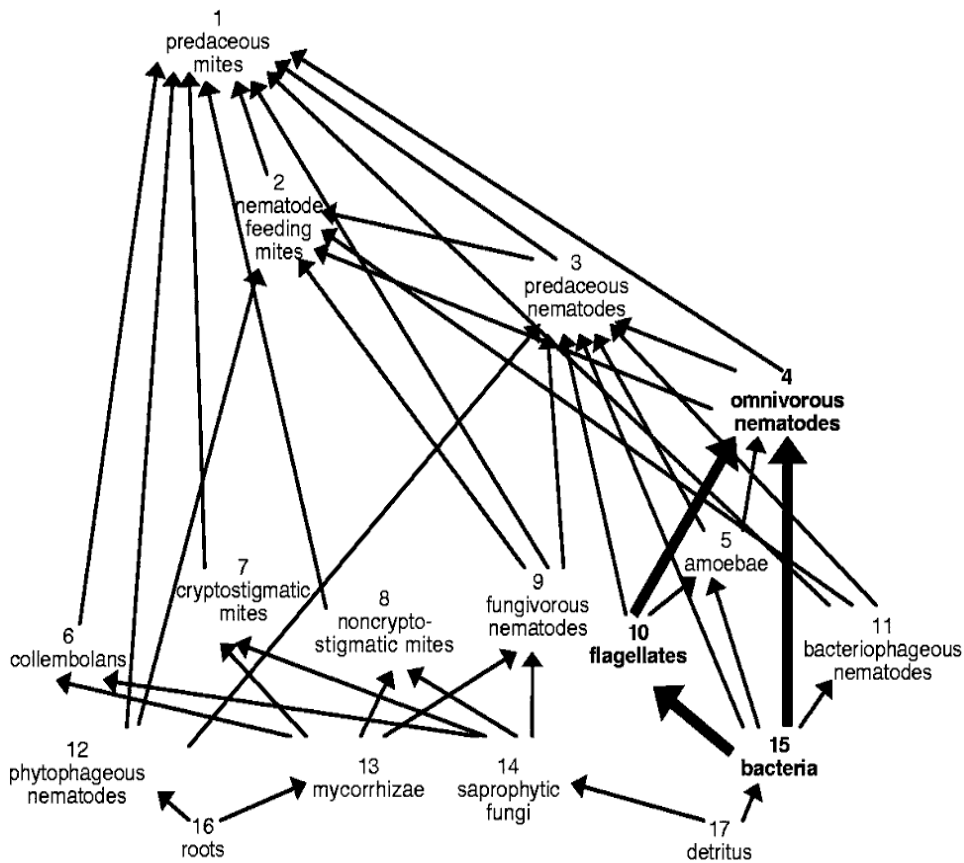 1
predaceous
mites
2
nematode
feeding
mites
3
predaceous
nematodes
4
omnivorous
nematodes
5
amoebae
7
cryptostigmatic
mites
8
noncrypto-
stigmatic mites
9
fungivorous
nematodes
10
flagellates
11
bacteriophageous
nematodes
6
collembolans
12
phytophageous
nematodes
13
mycorrhizae
14
saprophytic
fungi
15
bacteria
16
roots
17
detritus